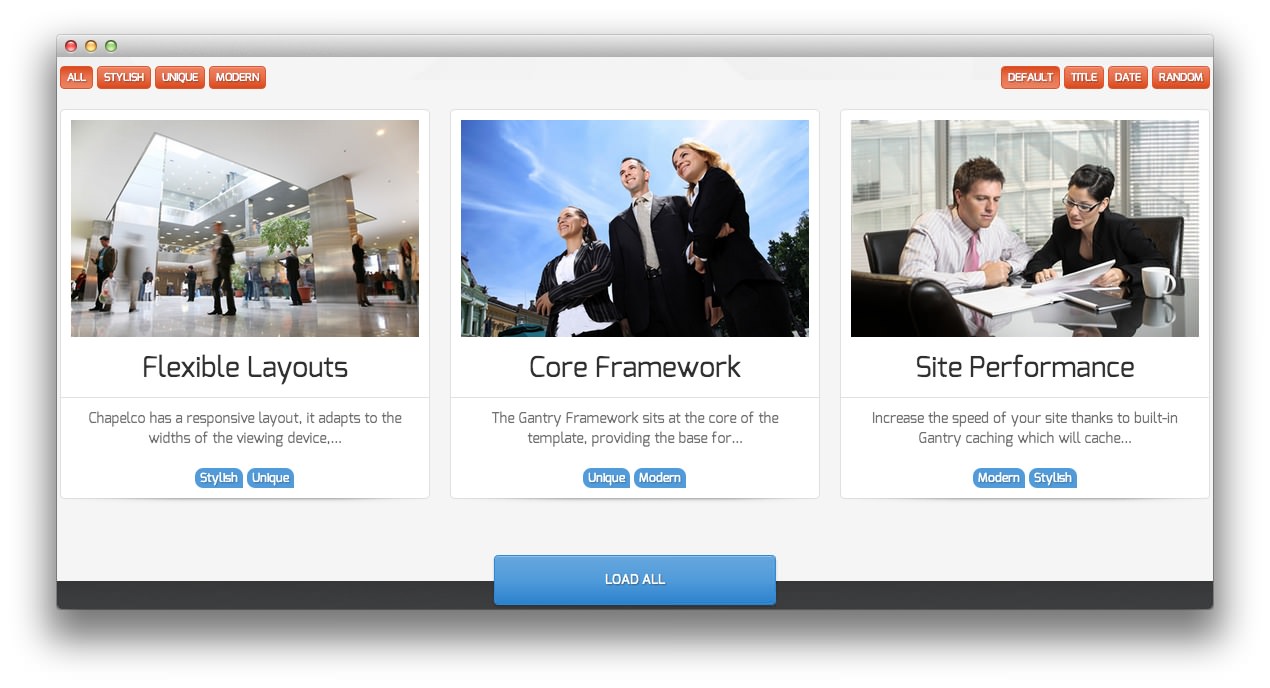 ALL STYLISH UNIQUE MODERN DEFAULT TITLE DATE RANDOM
Flexible Layouts
Chapelco has a responsive layout, it adapts to the
widths of the viewing device,...
Stylish Unique
Core Framework
The Gantry Framework sits at the core of the
template, providing the base for...
Unique Modern
Site Performance
Increase the speed of your site thanks to built-in
Gantry caching which will cache...
Modern Stylish
LOAD ALL